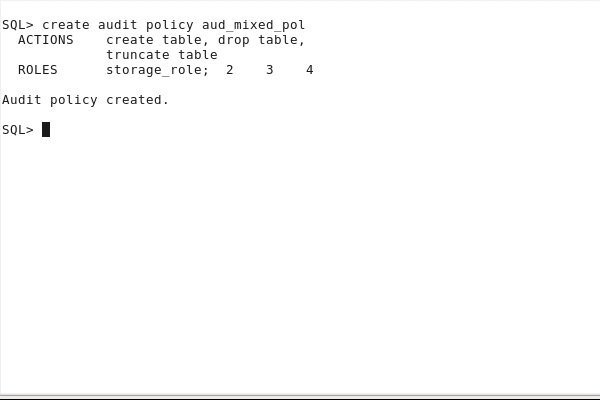 SQL> create audit policy aud_mixed_pol
  ACTIONS    create table, drop table,
             truncate table
  ROLES      storage_role;  2    3    4
Audit policy created.
SQL>